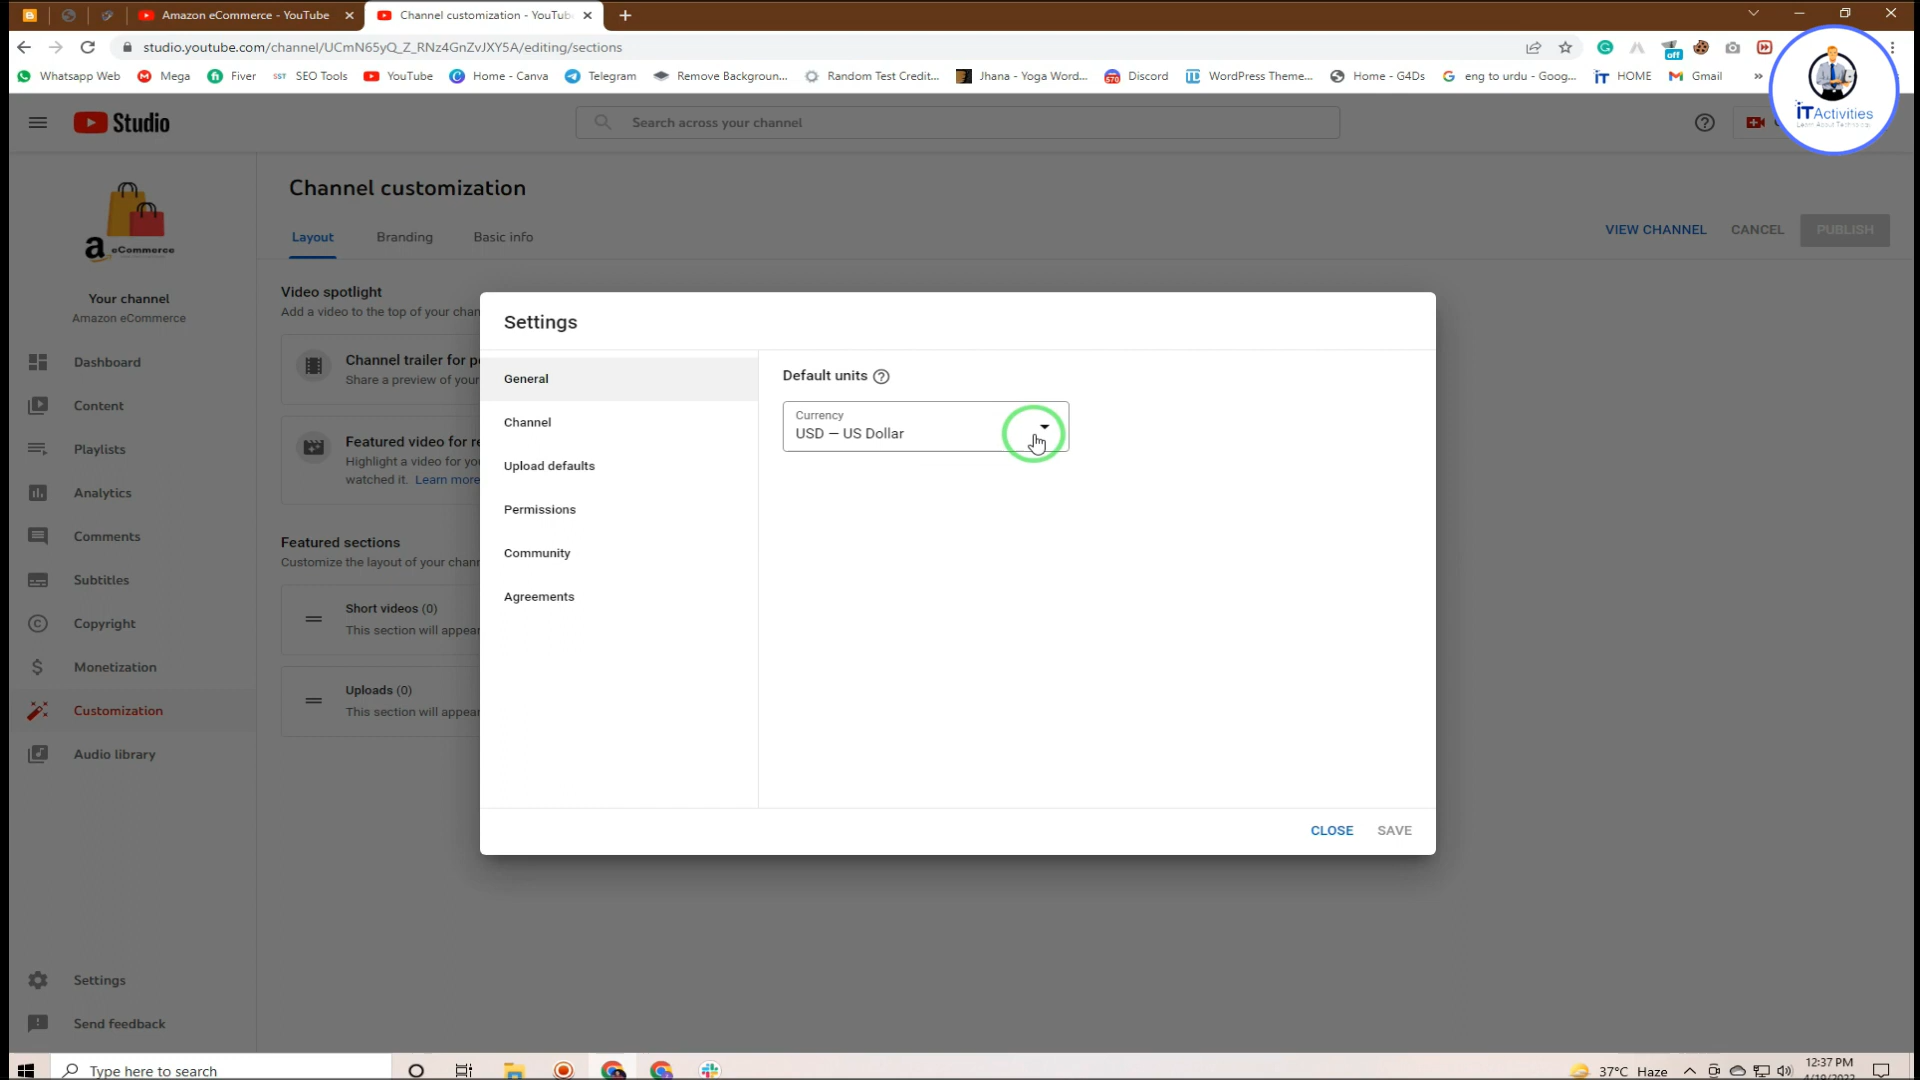 Amazon eCommerce - YouTube
Channel customization - YouTub
studio.youtube.com/channel/UCmN65yQ_Z_RNz4GnZvJXY5A/editing/sections
Whatsapp Web Mega Fiver SST SEO Tools YouTube Home - Canva Telegram Remove Backgroun... Random Test Credit... Jhana - Yoga Word... Discord WordPress Theme... Home - G4Ds eng to urdu - Goog... iT HOME Gmail »
off
iTActivities
Studio
Search across your channel
Channel customization
Layout Branding Basic info
VIEW CHANNEL CANCEL PUBLISH
a eCommerce
Your channel
Amazon eCommerce
Dashboard
Content
Playlists
Analytics
Comments
Subtitles
Copyright
Monetization
Customization
Audio library
Settings
Send feedback
Video spotlight
Add a video to the top of your chan
Channel trailer for p
Share a preview of your
Featured video for re
Highlight a video for yo
watched it. Learn more
Featured sections
Customize the layout of your chan
Short videos (0)
This section will appear
Uploads (0)
This section will appear
Settings
General
Channel
Upload defaults
Permissions
Community
Agreements
Default units
Currency
USD – US Dollar
CLOSE SAVE
Type here to search
37°C Haze
12:37 PM